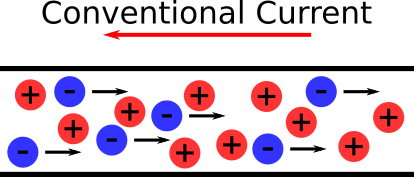 Conventional Current
+ - + + + - + - + - + + - + + + - +